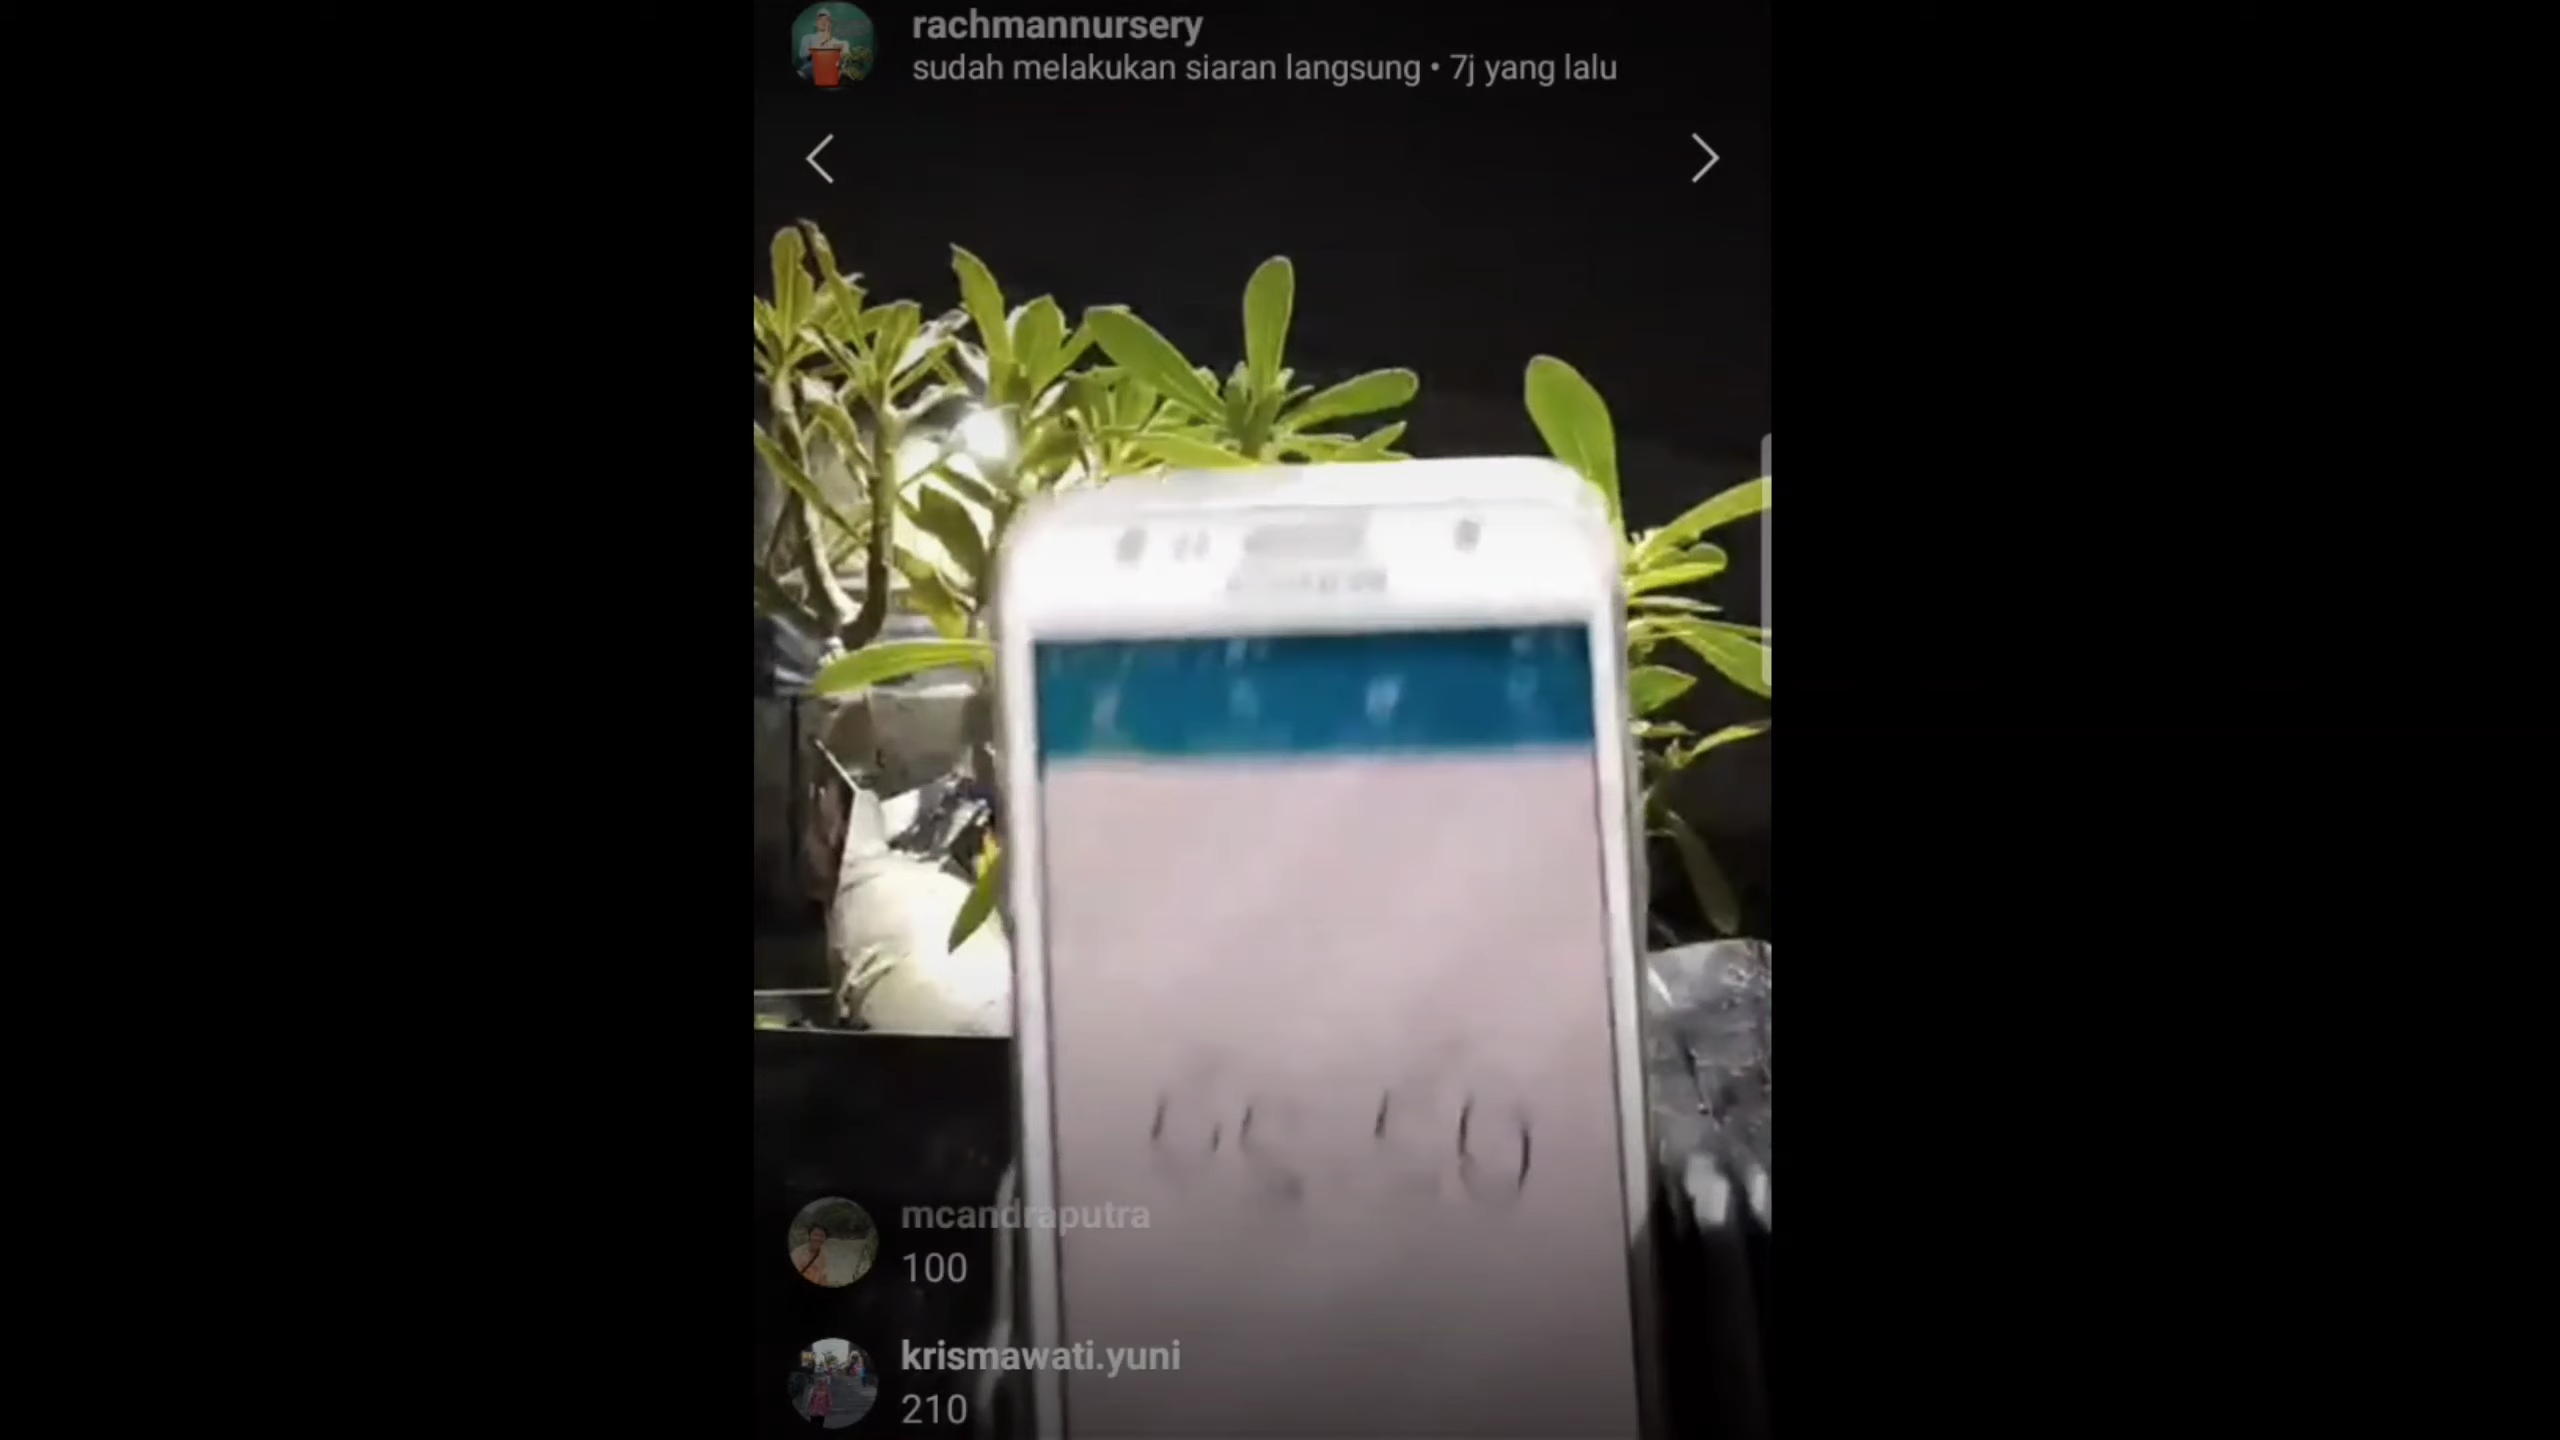 rachmannursery
sudah melakukan siaran langsung • 7j yang lalu
mcandraputra
100
krismawati.yuni
210